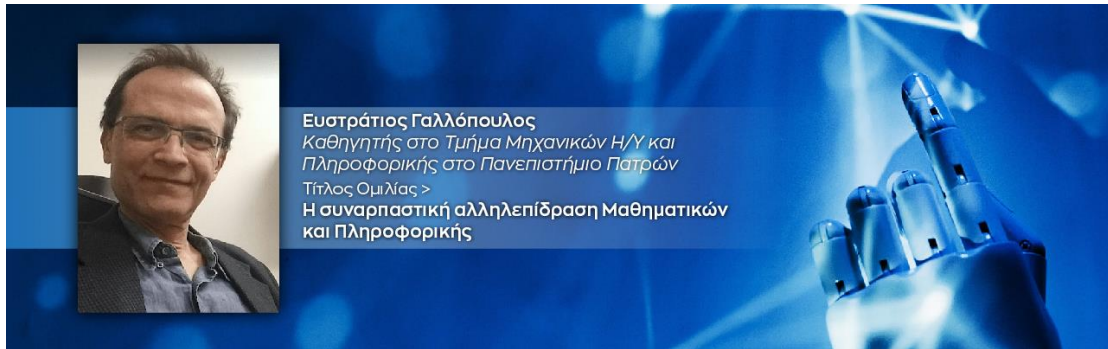 Ευστράτιος Γαλλόπουλος
Καθηγητής στο Τμήμα Μηχανικών Η/Υ και
Πληροφορικής στο Πανεπιστήμιο Πατρών
Τίτλος Ομιλίας >
Η συναρπαστική αλληλεπίδραση Μαθηματικών
και Πληροφορικής